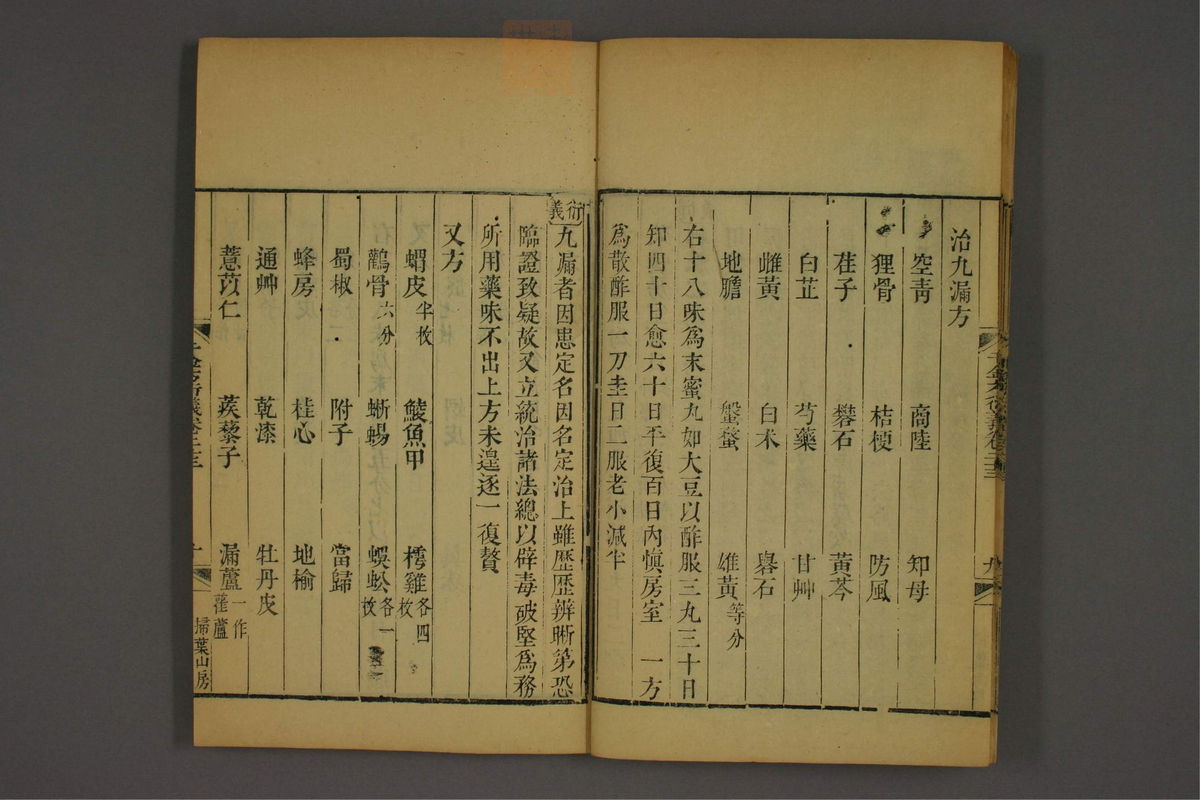 治九漏方
空靑 商陸 知母
狸骨 桔梗 防風
荏子 礬石 黃芩
白芷 芍藥 甘艸
雌黃 白朮 礜石
地膽 蟹蝥 雄黃等分
右十八味爲末蜜丸如大豆以酢服三丸三十日
知四十日愈六十日平復百日內愼房室 一方
爲散酢服一刀圭日二服老小減半
衍義 九漏者因患定名因名定治上雖歷歷辨晰第恐
臨證致疑故又立統治諸法總以辟毒破堅爲務
所用藥味不出上方未遑逐一復贅
又方
蝟皮半枚 鯪魚甲 樗雞各四枚
鸛骨六分 蜥蜴 蜈蚣各一枚
蜀椒 附子 當歸
蜂房 桂心 地榆
通艸 乾漆 牡丹皮
薏苡仁 蒺藜子 漏蘆一作雚蘆
掃葉山房